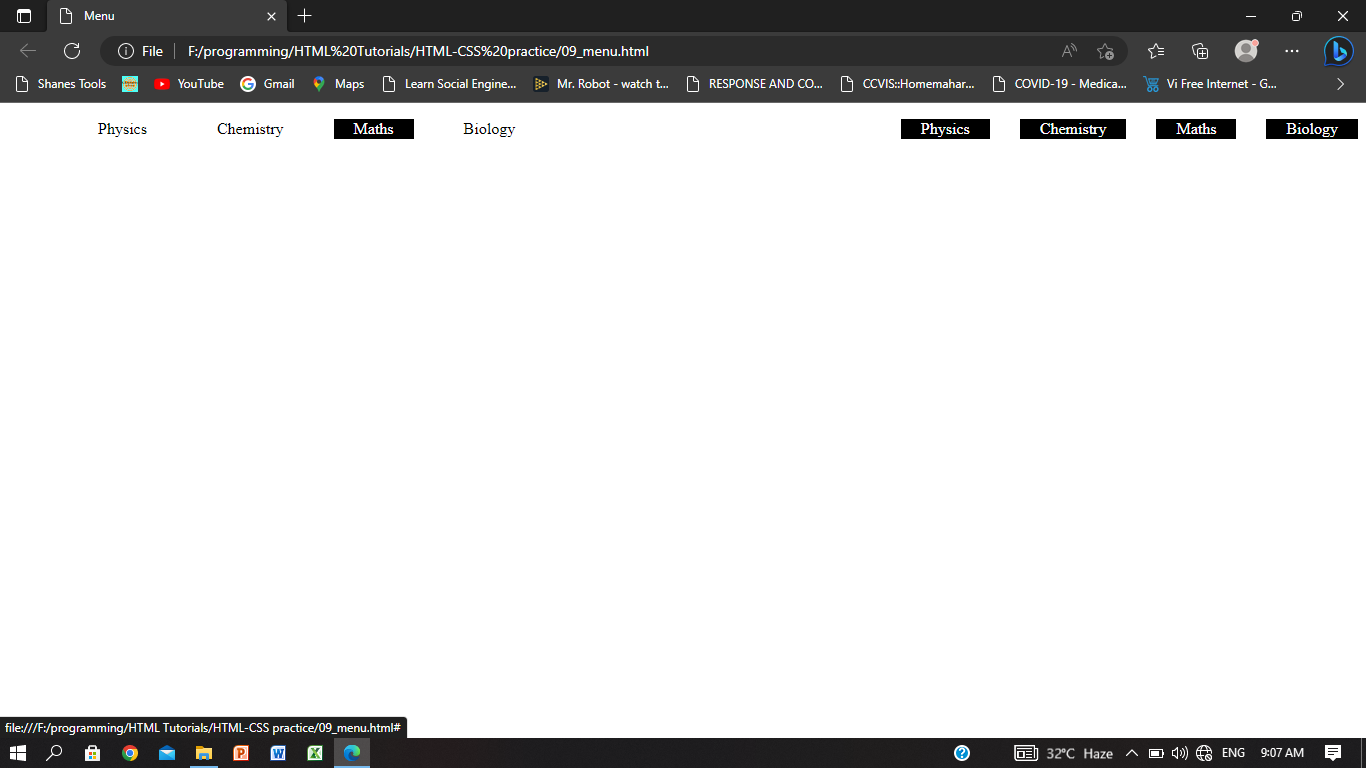 Menu
File F:/programming/HTML%20Tutorials/HTML-CSS%20practice/09_menu.html
Shanes Tools YouTube Gmail Maps Learn Social Engine... Mr. Robot - watch t... RESPONSE AND CO... CCVIS::Homemahar... COVID-19 - Medica... Vi Free Internet - G...
Physics Chemistry Maths Biology Physics Chemistry Maths Biology
file:///F:/programming/HTML Tutorials/HTML-CSS practice/09_menu.html#
32°C Haze ENG 9:07 AM